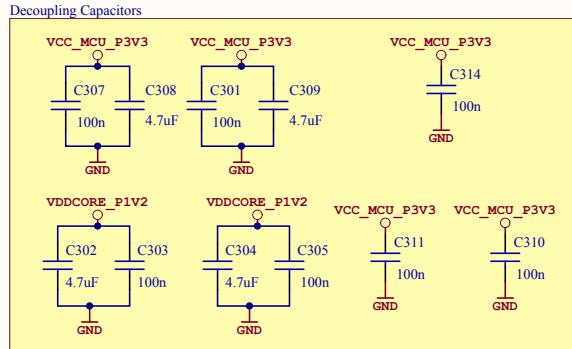 Decoupling Capacitors
VCC_MCU_P3V3 VCC_MCU_P3V3 VCC_MCU_P3V3
C307 C308 C301 C309 C314
100n 4.7uF 100n 4.7uF 100n
GND GND GND
VDDCORE_P1V2 VDDCORE_P1V2 VCC_MCU_P3V3 VCC_MCU_P3V3
C302 C303 C304 C305 C311 C310
4.7uF 100n 4.7uF 100n 100n 100n
GND GND GND GND